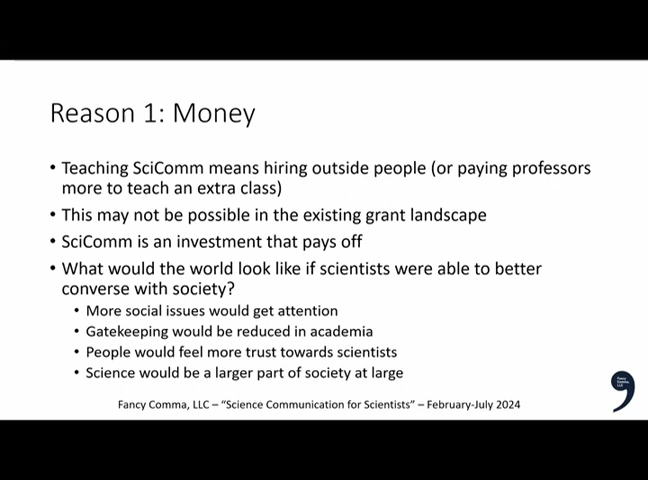 Reason 1: Money
• Teaching SciComm means hiring outside people (or paying professors
more to teach an extra class)
• This may not be possible in the existing grant landscape
• SciComm is an investment that pays off
• What would the world look like if scientists were able to better
converse with society?
• More social issues would get attention
• Gatekeeping would be reduced in academia
• People would feel more trust towards scientists
• Science would be a larger part of society at large
Fancy Comma, LLC – “Science Communication for Scientists” – February-July 2024
Fancy
Comma,
LLC